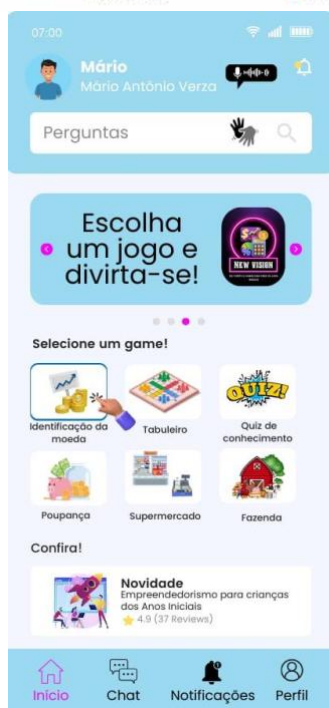 07:00
Mário
Mário Antônio Verza
Perguntas
Escolha
um jogo e
divirta-se!
NEW VISION
Selecione um game!
Identificação da
moeda
Tabuleiro
QUIZ!
Quiz de
conhecimento
Poupança
Supermercado
Fazenda
Confira!
Novidade
Empreendedorismo para crianças
dos Anos Iniciais
4.9 (37 Reviews)
Início
Chat
Notificações
Perfil